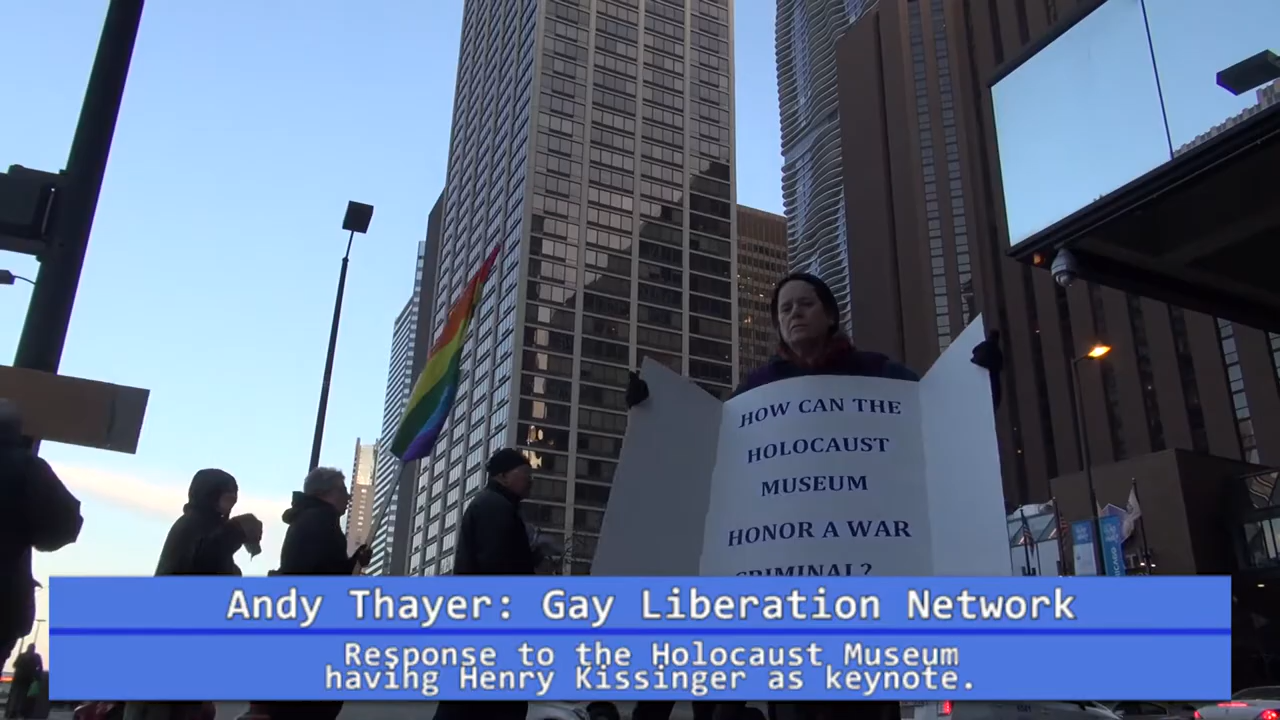 HOW CAN THE
HOLOCAUST
MUSEUM
HONOR A WAR
CRIMINAL?
Andy Thayer: Gay Liberation Network
Response to the Holocaust Museum
having Henry Kissinger as keynote.